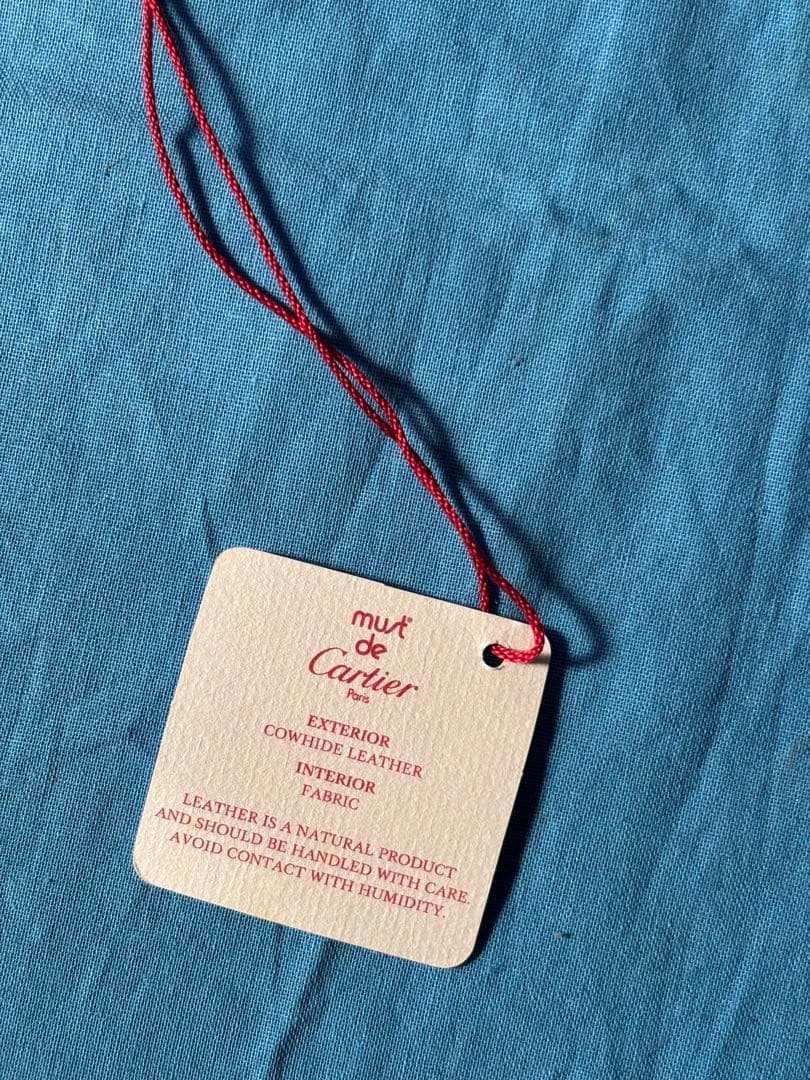 must®
de
Cartier
Paris
EXTERIOR
COWHIDE LEATHER
INTERIOR
FABRIC
LEATHER IS A NATURAL PRODUCT
AND SHOULD BE HANDLED WITH CARE.
AVOID CONTACT WITH HUMIDITY.